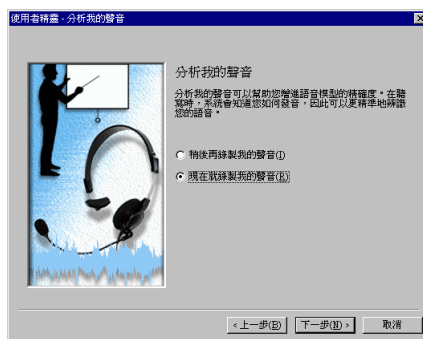 使用者精靈 - 分析我的聲音
分析我的聲音
分析我的聲音可以幫助您增進語音模型的精確度。在聽
寫時，系統會知道您如何發音，因此可以更精準地辨識
您的語音。
稍後再錄製我的聲音(I)
現在就錄製我的聲音(R)
<上一步(B)
下一步(N)>
取消